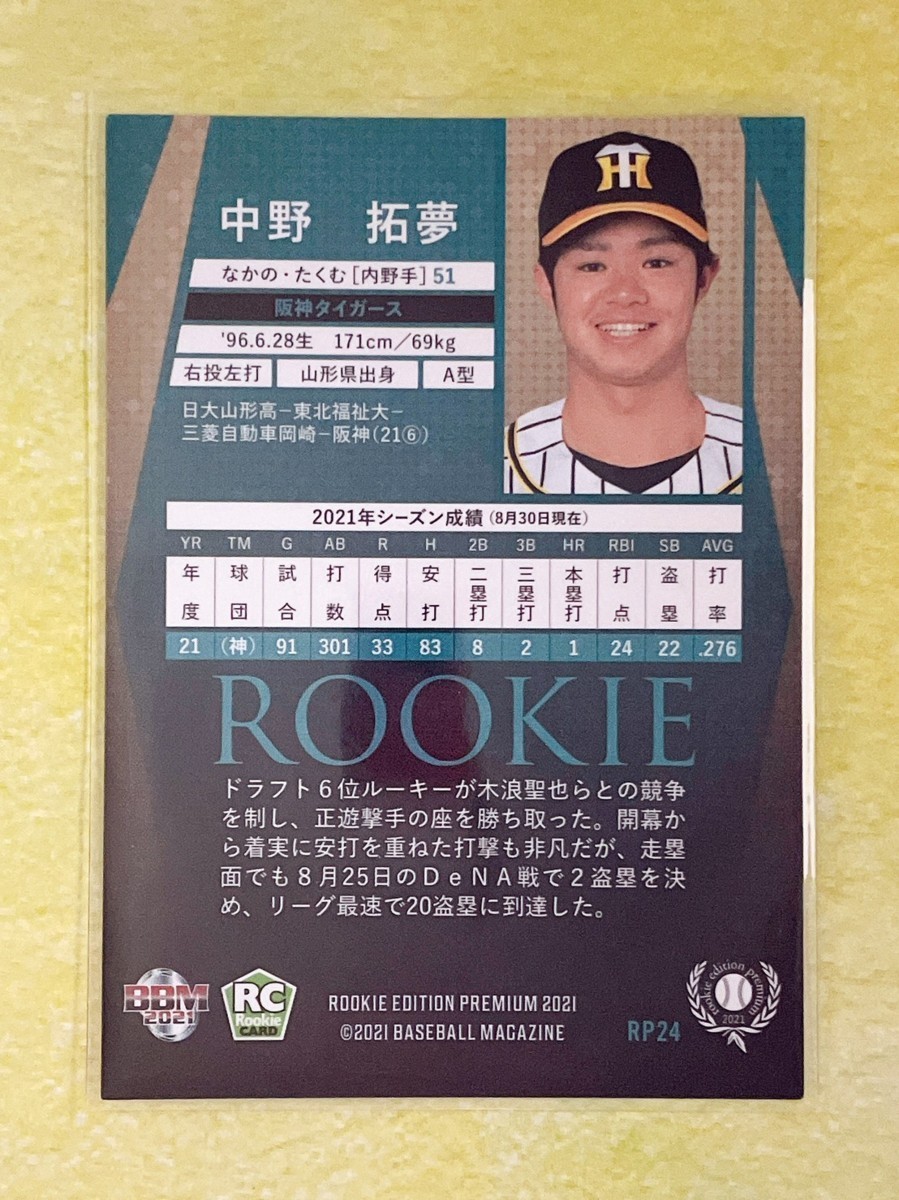 中野 拓夢
なかの・たくむ[内野手]51
阪神タイガース
'96.6.28生 171cm/69kg
右投左打 山形県出身 A型
日大山形高-東北福祉大-
三菱自動車岡崎-阪神(21⑥)
2021年シーズン成績(8月30日現在)
YR TM G AB R H 2B 3B HR RBI SB AVG
年度 球団 試合 打数 得点 安打 二塁打 三塁打 本塁打 打点 盗塁 打率
21 (神) 91 301 33 83 8 2 1 24 22 .276
ROOKIE
ドラフト6位ルーキーが木浪聖也らとの競争
を制し、正遊撃手の座を勝ち取った。開幕か
ら着実に安打を重ねた打撃も非凡だが、走塁
面でも8月25日のDeNA戦で2盗塁を決
め、リーグ最速で20盗塁に到達した。
BBM
2021
RC
Rookie
CARD
ROOKIE EDITION PREMIUM 2021
©2021 BASEBALL MAGAZINE
RP24
rookie edition premium
2021